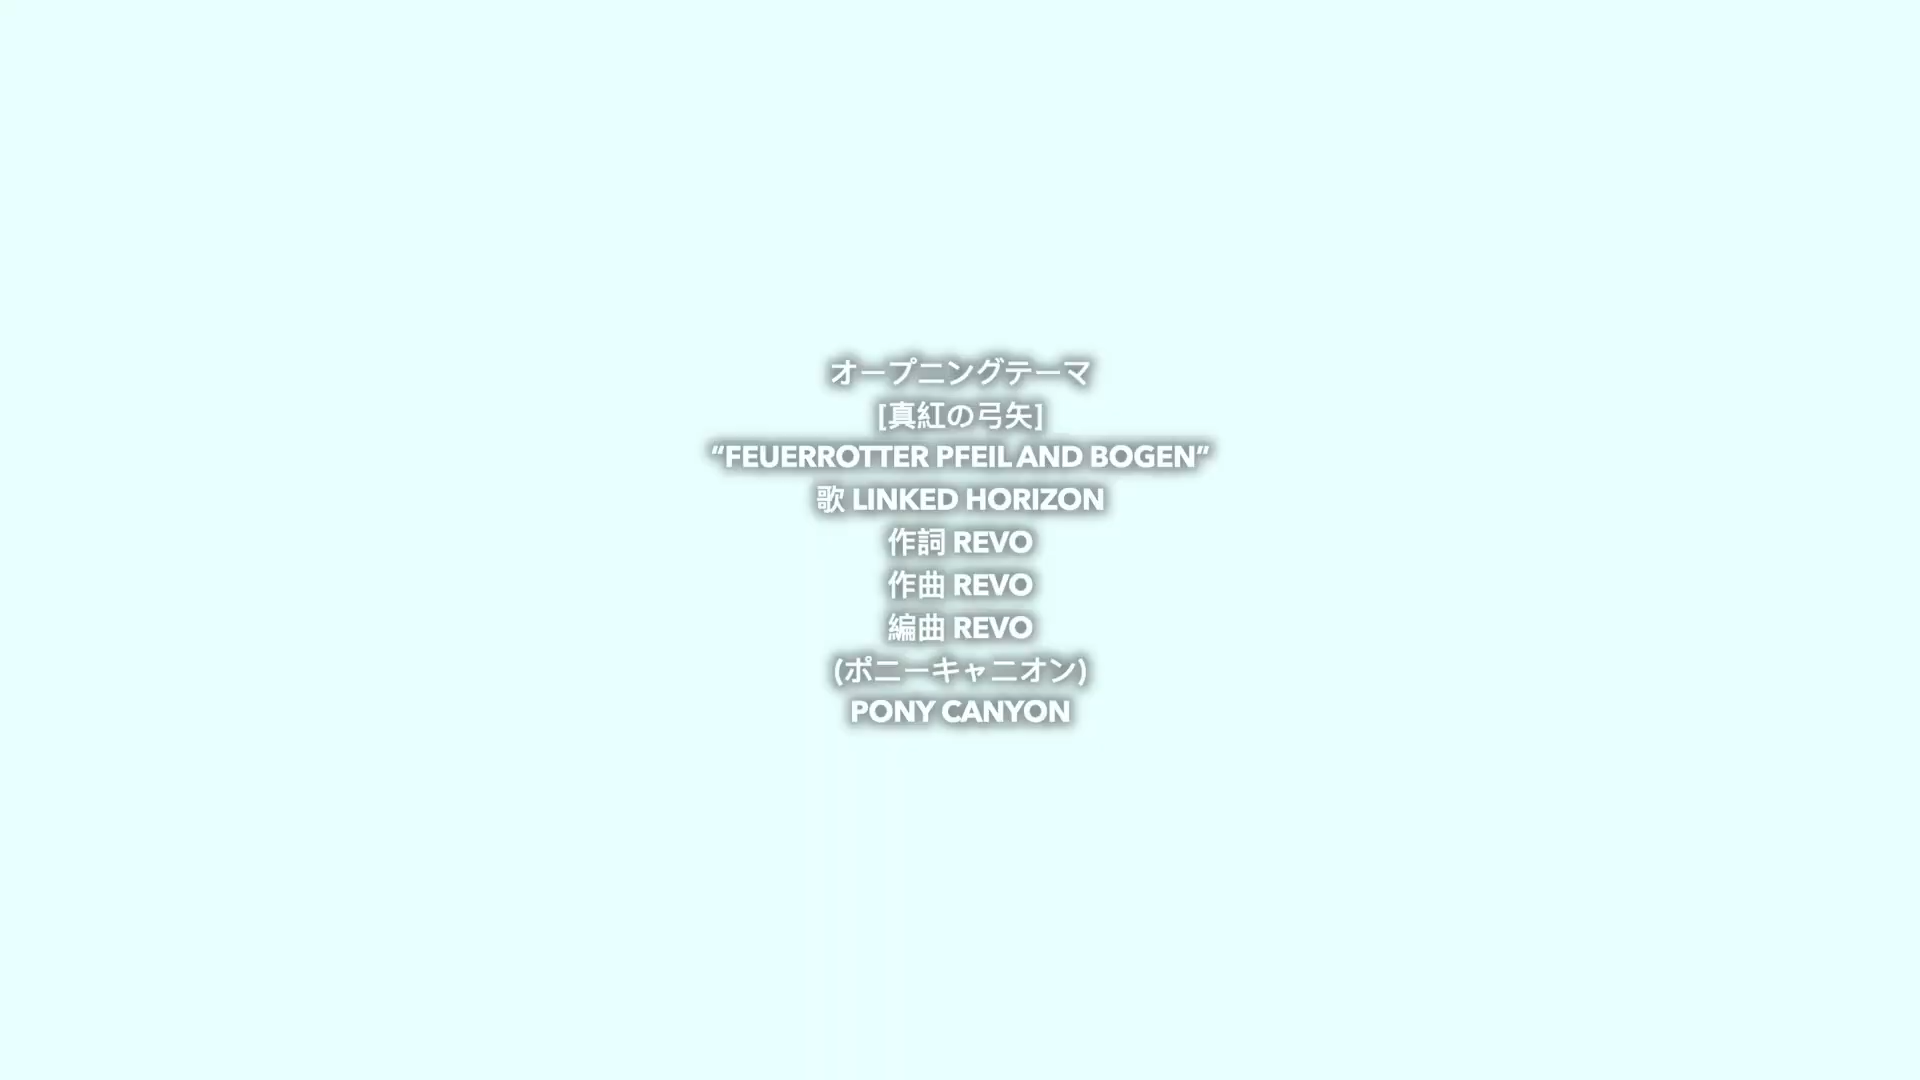 オープニングテーマ
[真紅の弓矢]
“FEUERROTTER PFEIL AND BOGEN”
歌 LINKED HORIZON
作詞 REVO
作曲 REVO
編曲 REVO
(ポニーキャニオン)
PONY CANYON